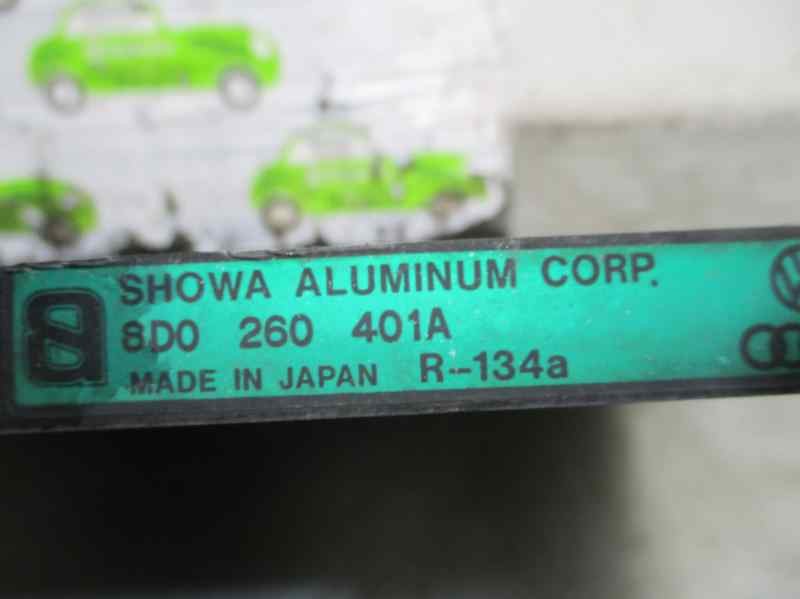 SHOWA ALUMINUM CORP.
8D0 260 401A
MADE IN JAPAN R-134a